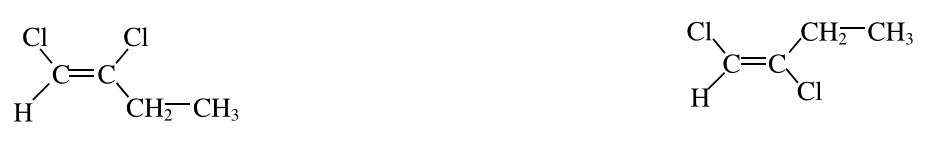 Cl Cl
C=C
H CH₂—CH₃
Cl CH₂—CH₃
C=C
H Cl